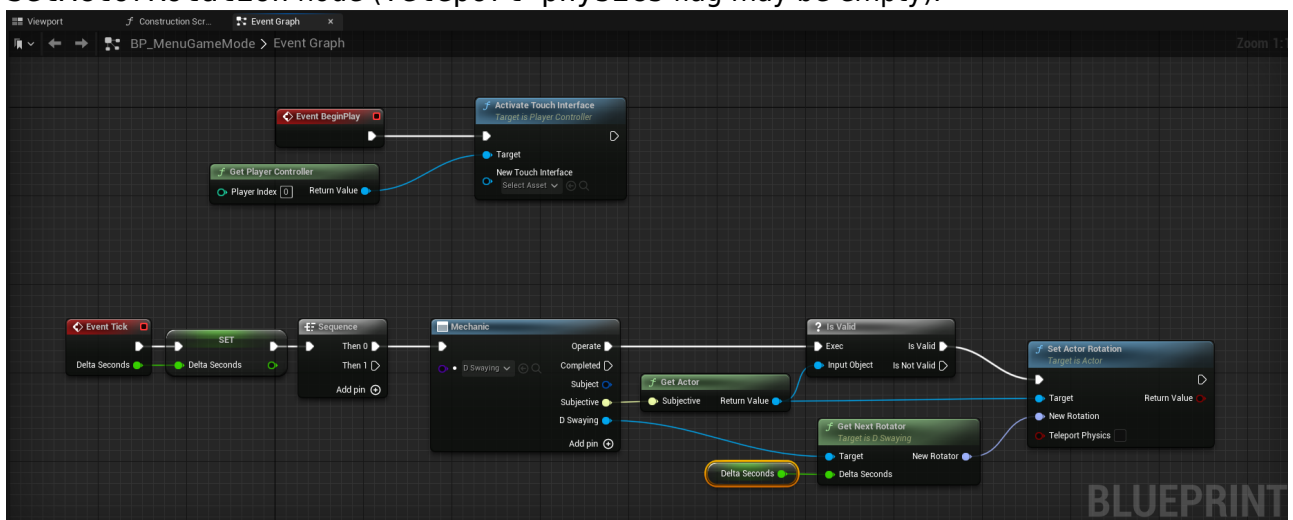 SetActorRotation node (Teleport physics flag may be empty).
Viewport
f Construction Scr...
Event Graph ×
BP_MenuGameMode > Event Graph
Zoom 1:1
Event BeginPlay
f Activate Touch Interface
Target is Player Controller
Target
New Touch Interface
Select Asset
f Get Player Controller
Player Index 0 Return Value
Event Tick
Delta Seconds
SET
Delta Seconds
Sequence
Then 0
Then 1
Add pin
Mechanic
Operate
D Swaying Completed
Subject
Subjective
D Swaying
Add pin
f Get Actor
Subjective Return Value
? Is Valid
Exec Is Valid
Input Object Is Not Valid
f Get Next Rotator
Target is D Swaying
Target New Rotator
Delta Seconds
Delta Seconds
f Set Actor Rotation
Target is Actor
Target Return Value
New Rotation
Teleport Physics
BLUEPRINT